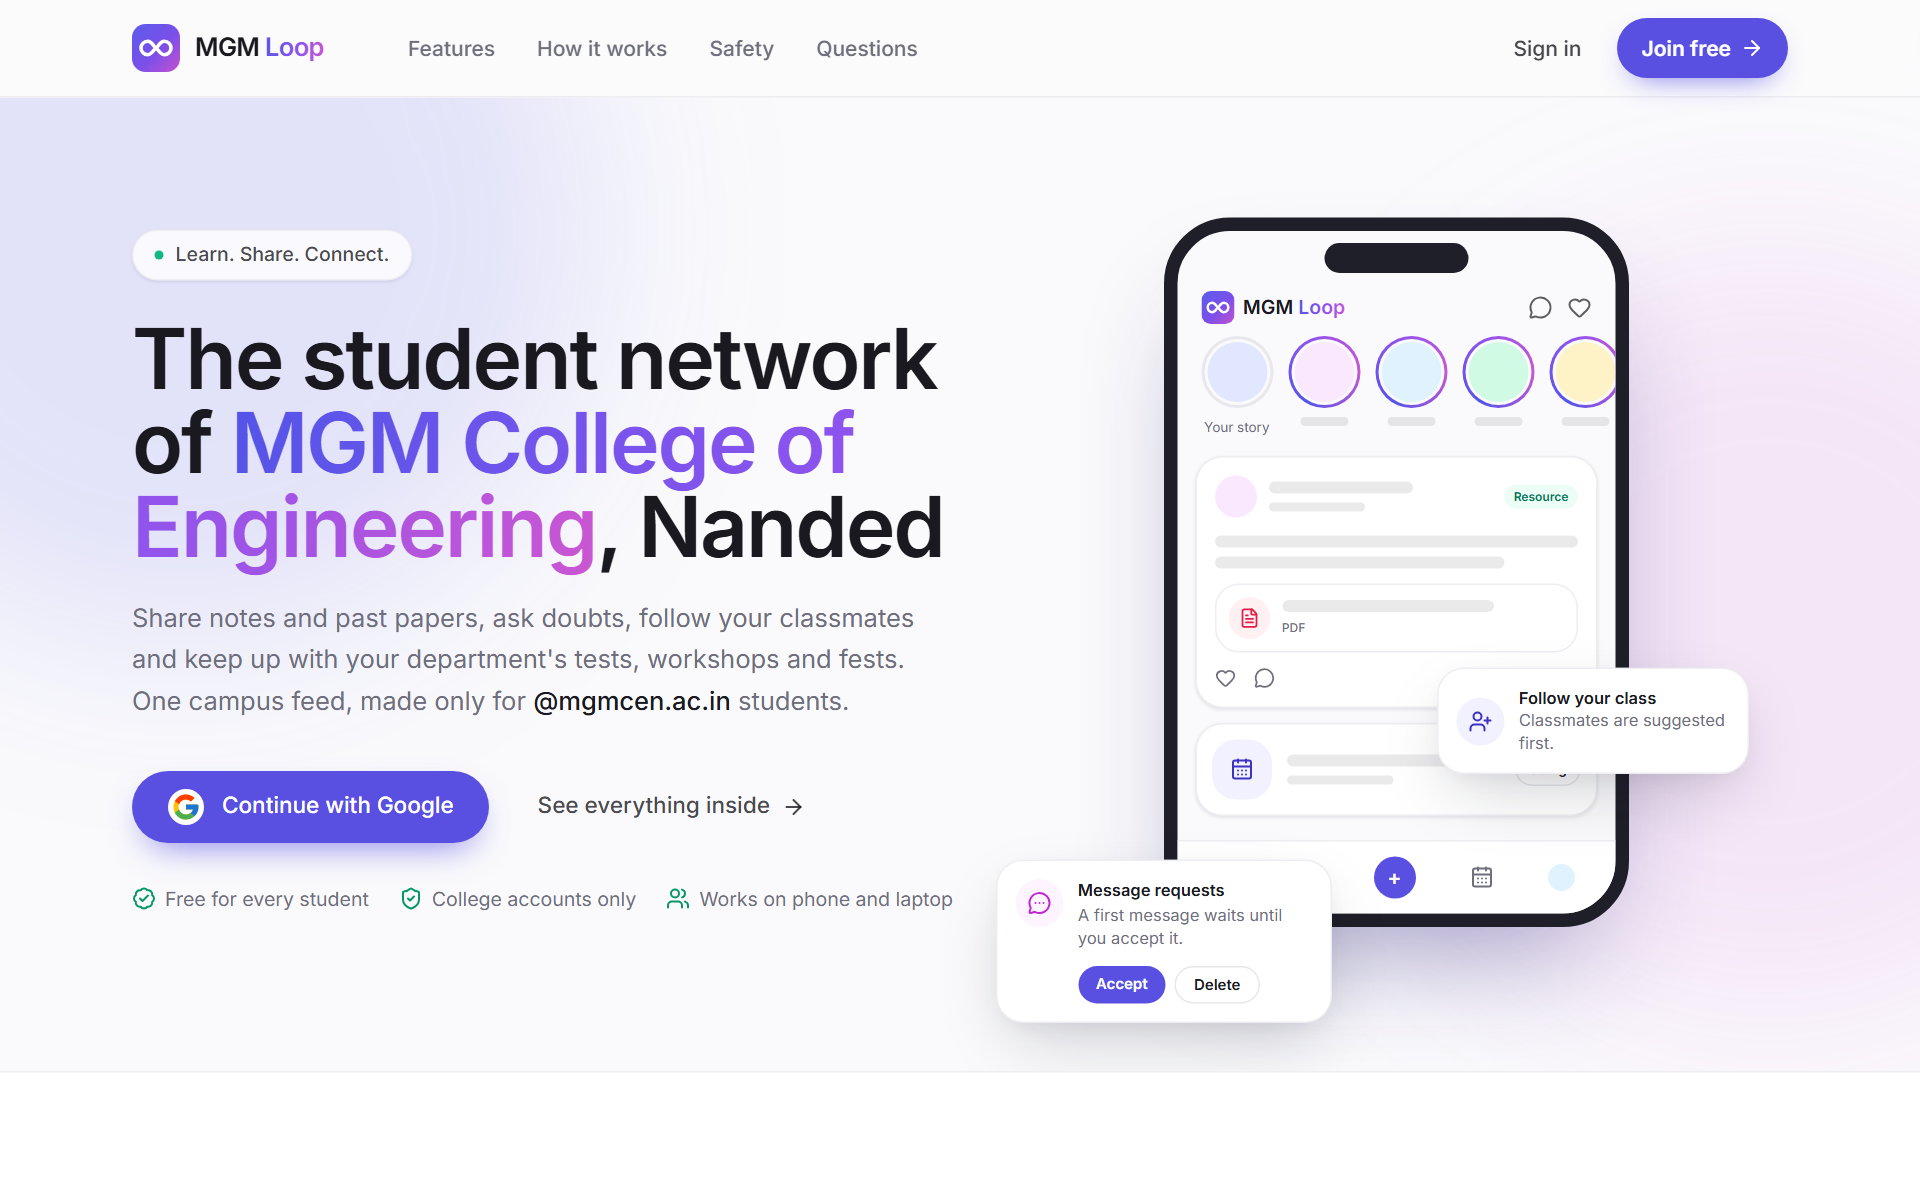 MGM Loop
Features
How it works
Safety
Questions
Sign in
Join free
Learn. Share. Connect.
The student network
of MGM College of
Engineering, Nanded
Share notes and past papers, ask doubts, follow your classmates
and keep up with your department's tests, workshops and fests.
One campus feed, made only for @mgmcen.ac.in students.
Continue with Google
See everything inside
Free for every student
College accounts only
Works on phone and laptop
MGM Loop
Your story
Resource
PDF
Follow your class
Classmates are suggested
first.
Message requests
A first message waits until
you accept it.
Accept
Delete